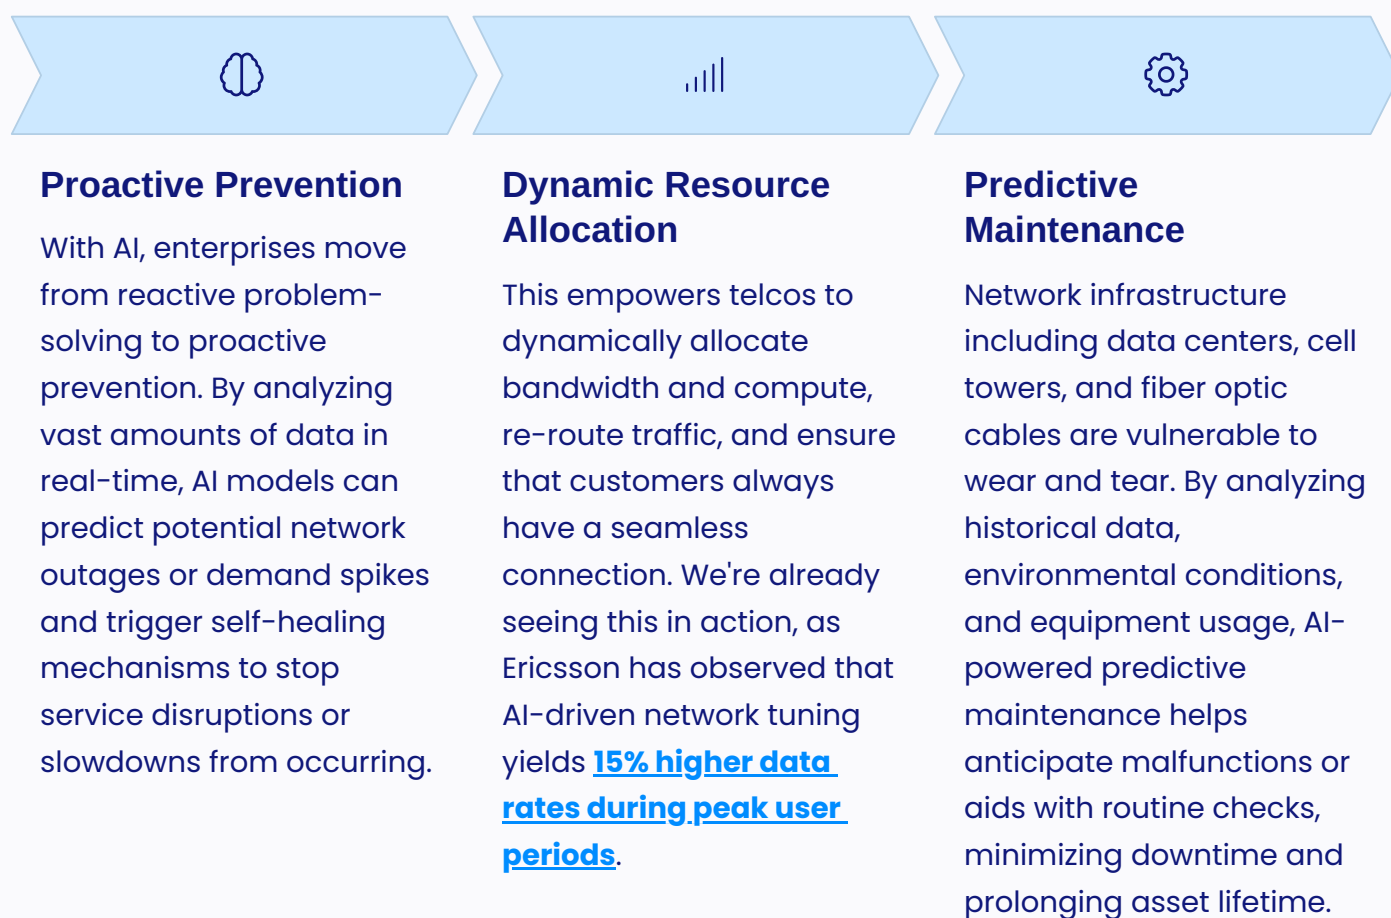 Proactive Prevention
With AI, enterprises move
from reactive problem-
solving to proactive
prevention. By analyzing
vast amounts of data in
real-time, AI models can
predict potential network
outages or demand spikes
and trigger self-healing
mechanisms to stop
service disruptions or
slowdowns from occurring.
Dynamic Resource
Allocation
This empowers telcos to
dynamically allocate
bandwidth and compute,
re-route traffic, and ensure
that customers always
have a seamless
connection. We're already
seeing this in action, as
Ericsson has observed that
AI-driven network tuning
yields 15% higher data
rates during peak user
periods.
Predictive
Maintenance
Network infrastructure
including data centers, cell
towers, and fiber optic
cables are vulnerable to
wear and tear. By analyzing
historical data,
environmental conditions,
and equipment usage, AI-
powered predictive
maintenance helps
anticipate malfunctions or
aids with routine checks,
minimizing downtime and
prolonging asset lifetime.